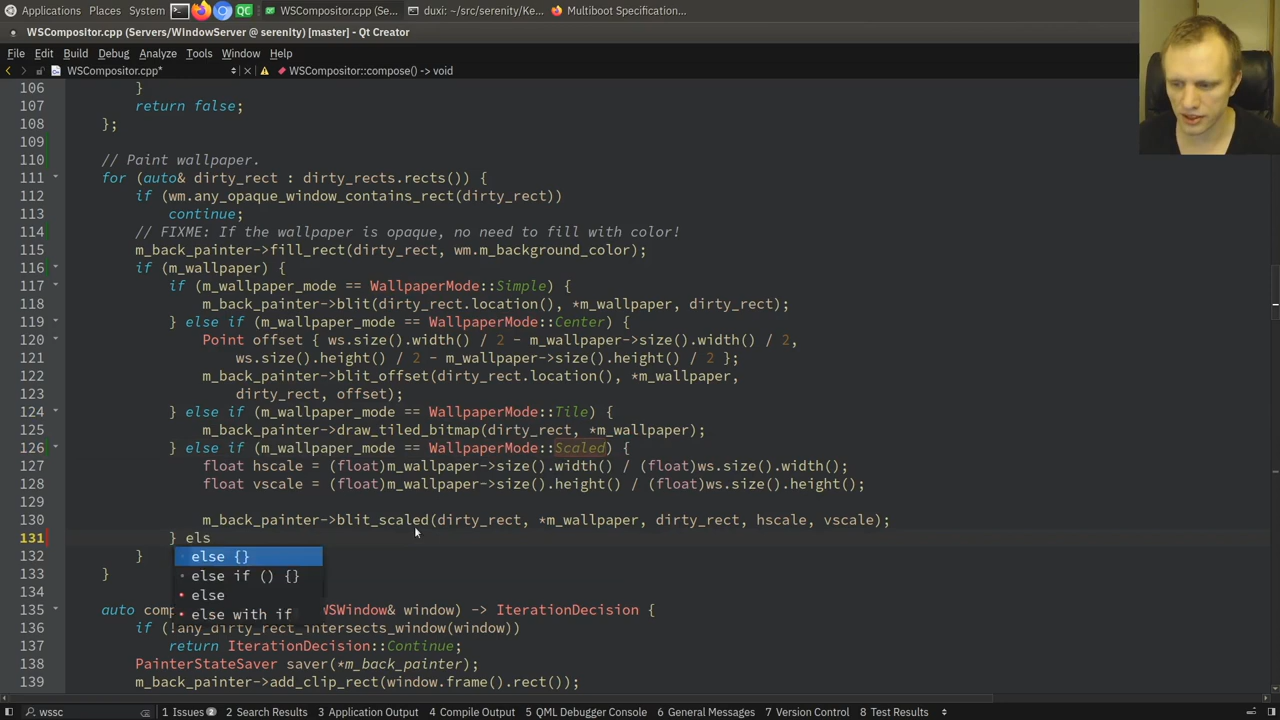 Applications Places System WSCompositor.cpp (Se... duxi: ~/src/serenity/Ke... Multiboot Specification...
WSCompositor.cpp (Servers/WindowServer @ serenity) [master] - Qt Creator
File Edit Build Debug Analyze Tools Window Help
WSCompositor.cpp* WSCompositor::compose() -> void
106 }
107 return false;
108 };
109
110 // Paint wallpaper.
111 for (auto& dirty_rect : dirty_rects.rects()) {
112 if (wm.any_opaque_window_contains_rect(dirty_rect))
113 continue;
114 // FIXME: If the wallpaper is opaque, no need to fill with color!
115 m_back_painter->fill_rect(dirty_rect, wm.m_background_color);
116 if (m_wallpaper) {
117 if (m_wallpaper_mode == WallpaperMode::Simple) {
118 m_back_painter->blit(dirty_rect.location(), *m_wallpaper, dirty_rect);
119 } else if (m_wallpaper_mode == WallpaperMode::Center) {
120 Point offset { ws.size().width() / 2 - m_wallpaper->size().width() / 2,
121 ws.size().height() / 2 - m_wallpaper->size().height() / 2 };
122 m_back_painter->blit_offset(dirty_rect.location(), *m_wallpaper,
123 dirty_rect, offset);
124 } else if (m_wallpaper_mode == WallpaperMode::Tile) {
125 m_back_painter->draw_tiled_bitmap(dirty_rect, *m_wallpaper);
126 } else if (m_wallpaper_mode == WallpaperMode::Scaled) {
127 float hscale = (float)m_wallpaper->size().width() / (float)ws.size().width();
128 float vscale = (float)m_wallpaper->size().height() / (float)ws.size().height();
129
130 m_back_painter->blit_scaled(dirty_rect, *m_wallpaper, dirty_rect, hscale, vscale);
131 } els
132 } else {}
133 } else if () {}
134 else
135 auto com WSWindow& window) -> IterationDecision {
else with if
136 if (!any_dirty_rect_intersects_window(window))
137 return IterationDecision::Continue;
138 PainterStateSaver saver(*m_back_painter);
139 m_back_painter->add_clip_rect(window.frame().rect());
wssc 1 Issues 2 2 Search Results 3 Application Output 4 Compile Output 5 QML Debugger Console 6 General Messages 7 Version Control 8 Test Results